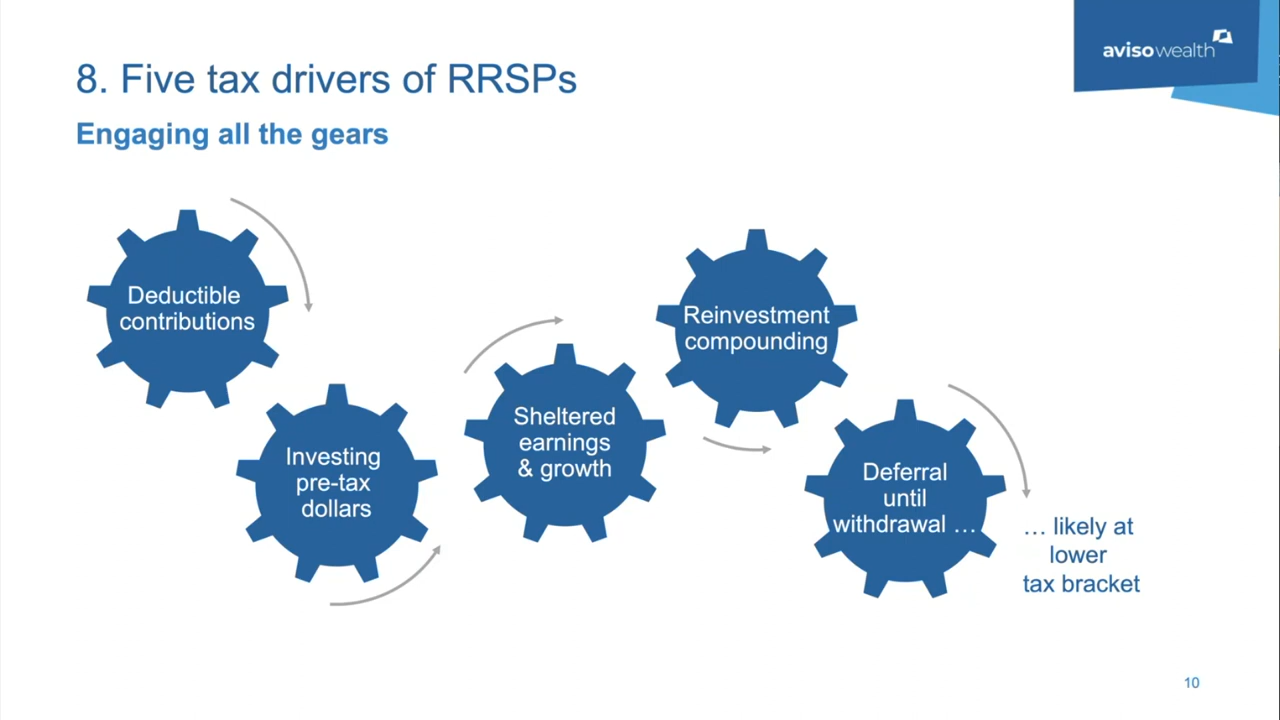 avisowealth
8. Five tax drivers of RRSPs
Engaging all the gears
Deductible
contributions
Investing
pre-tax
dollars
Sheltered
earnings
& growth
Reinvestment
compounding
Deferral
until
withdrawal …
… likely at
lower
tax bracket
10